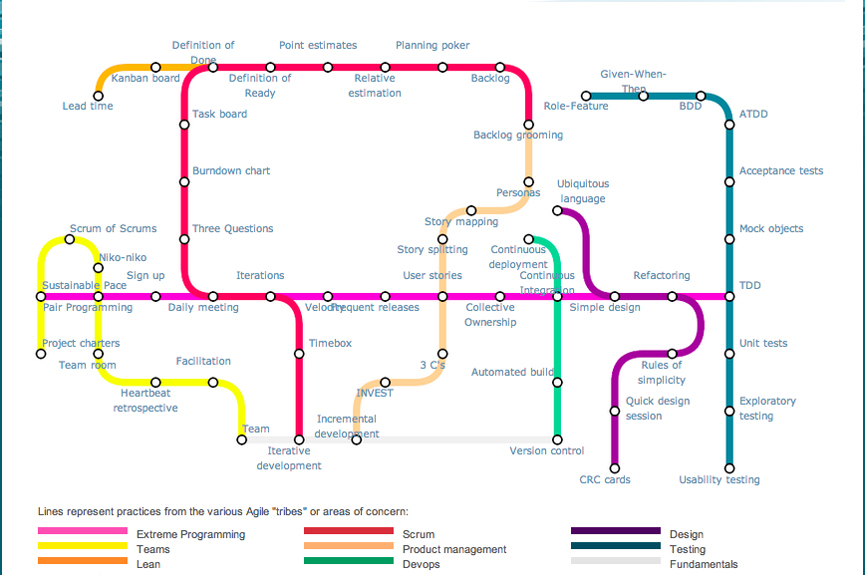 Definition of
Done
Point estimates
Planning poker
Kanban board
Definition of
Ready
Relative
estimation
Backlog
Given-When-
Then
Lead time
Role-Feature
BDD
Task board
ATDD
Backlog grooming
Burndown chart
Acceptance tests
Personas
Ubiquitous
language
Story mapping
Scrum of Scrums
Three Questions
Mock objects
Story splitting
Continuous
deployment
Niko-niko
Sign up
Iterations
User stories
Continuous
Integration
Refactoring
Sustainable Pace
TDD
Pair Programming
Daily meeting
Velocity
Frequent releases
Collective
Ownership
Simple design
Project charters
Timebox
Unit tests
Team room
Facilitation
3 C's
Automated build
Rules of
simplicity
Heartbeat
retrospective
INVEST
Quick design
session
Exploratory
testing
Team
Incremental
development
Iterative
development
Version control
CRC cards
Usability testing
Lines represent practices from the various Agile "tribes" or areas of concern:
Extreme Programming
Scrum
Design
Teams
Product management
Testing
Lean
Devops
Fundamentals